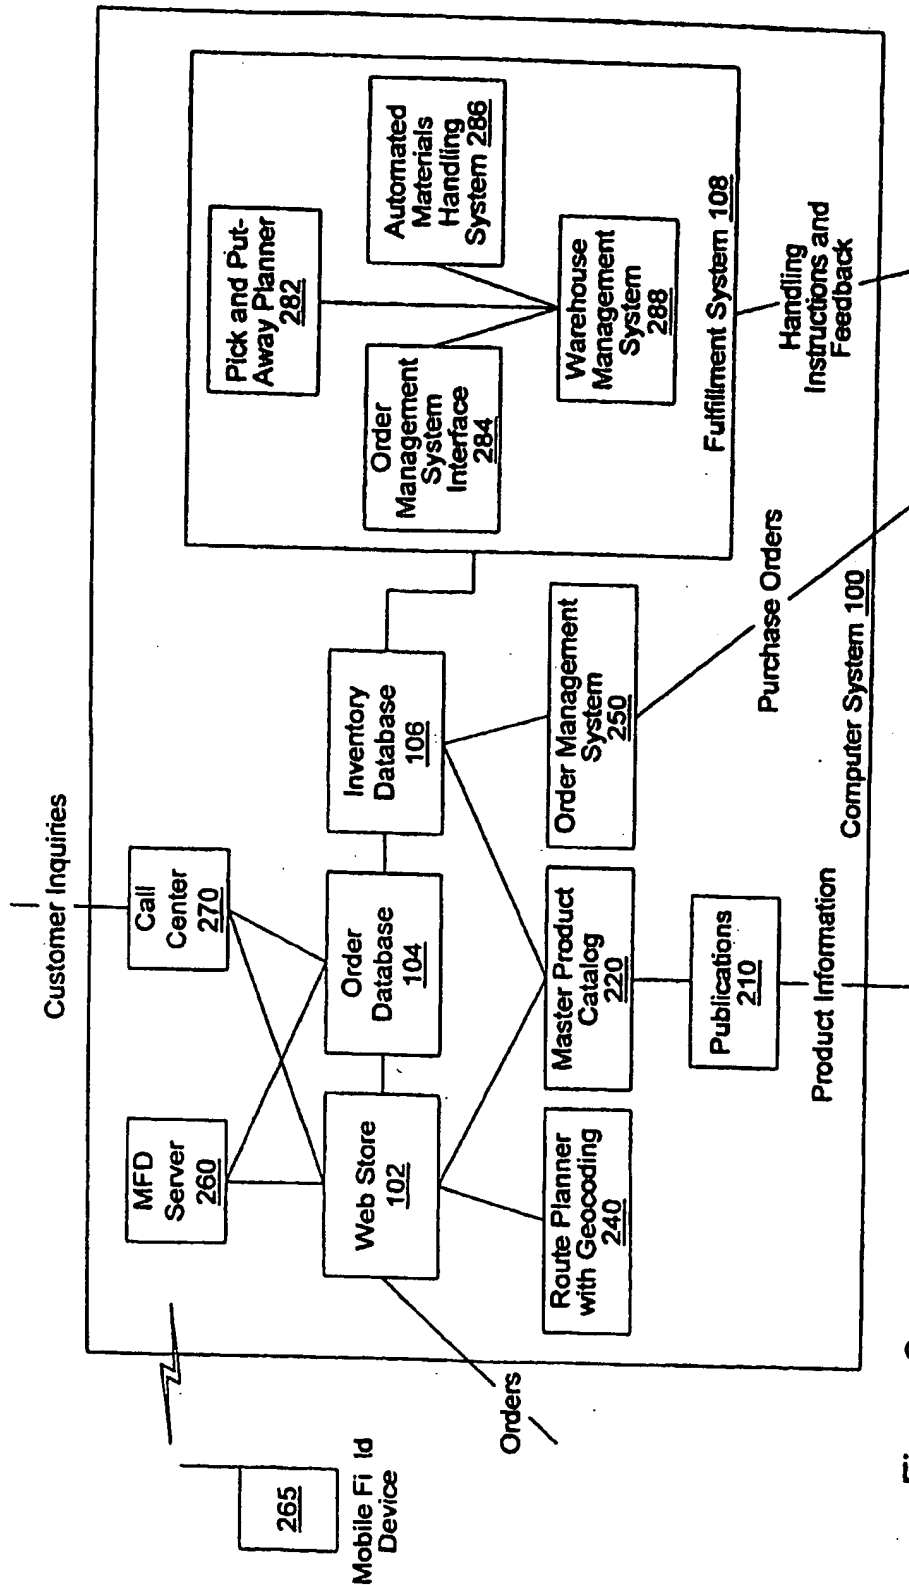 Customer Inquiries
MFD
Server
260
Call
Center
270
Pick and Put-
Away Planner
282
265
Mobile Fi ld
Device
Web Store
102
Order
Database
104
Inventory
Database
106
Order
Management
System
Interface
284
Automated
Materials
Handling
System 286
Warehouse
Management
System
288
Fulfillment System 108
Orders
Route Planner
with Geocoding
240
Master Product
Catalog
220
Order Management
System
250
Publications
210
Product Information
Purchase Orders
Handling
Instructions and
Feedback
Computer System 100